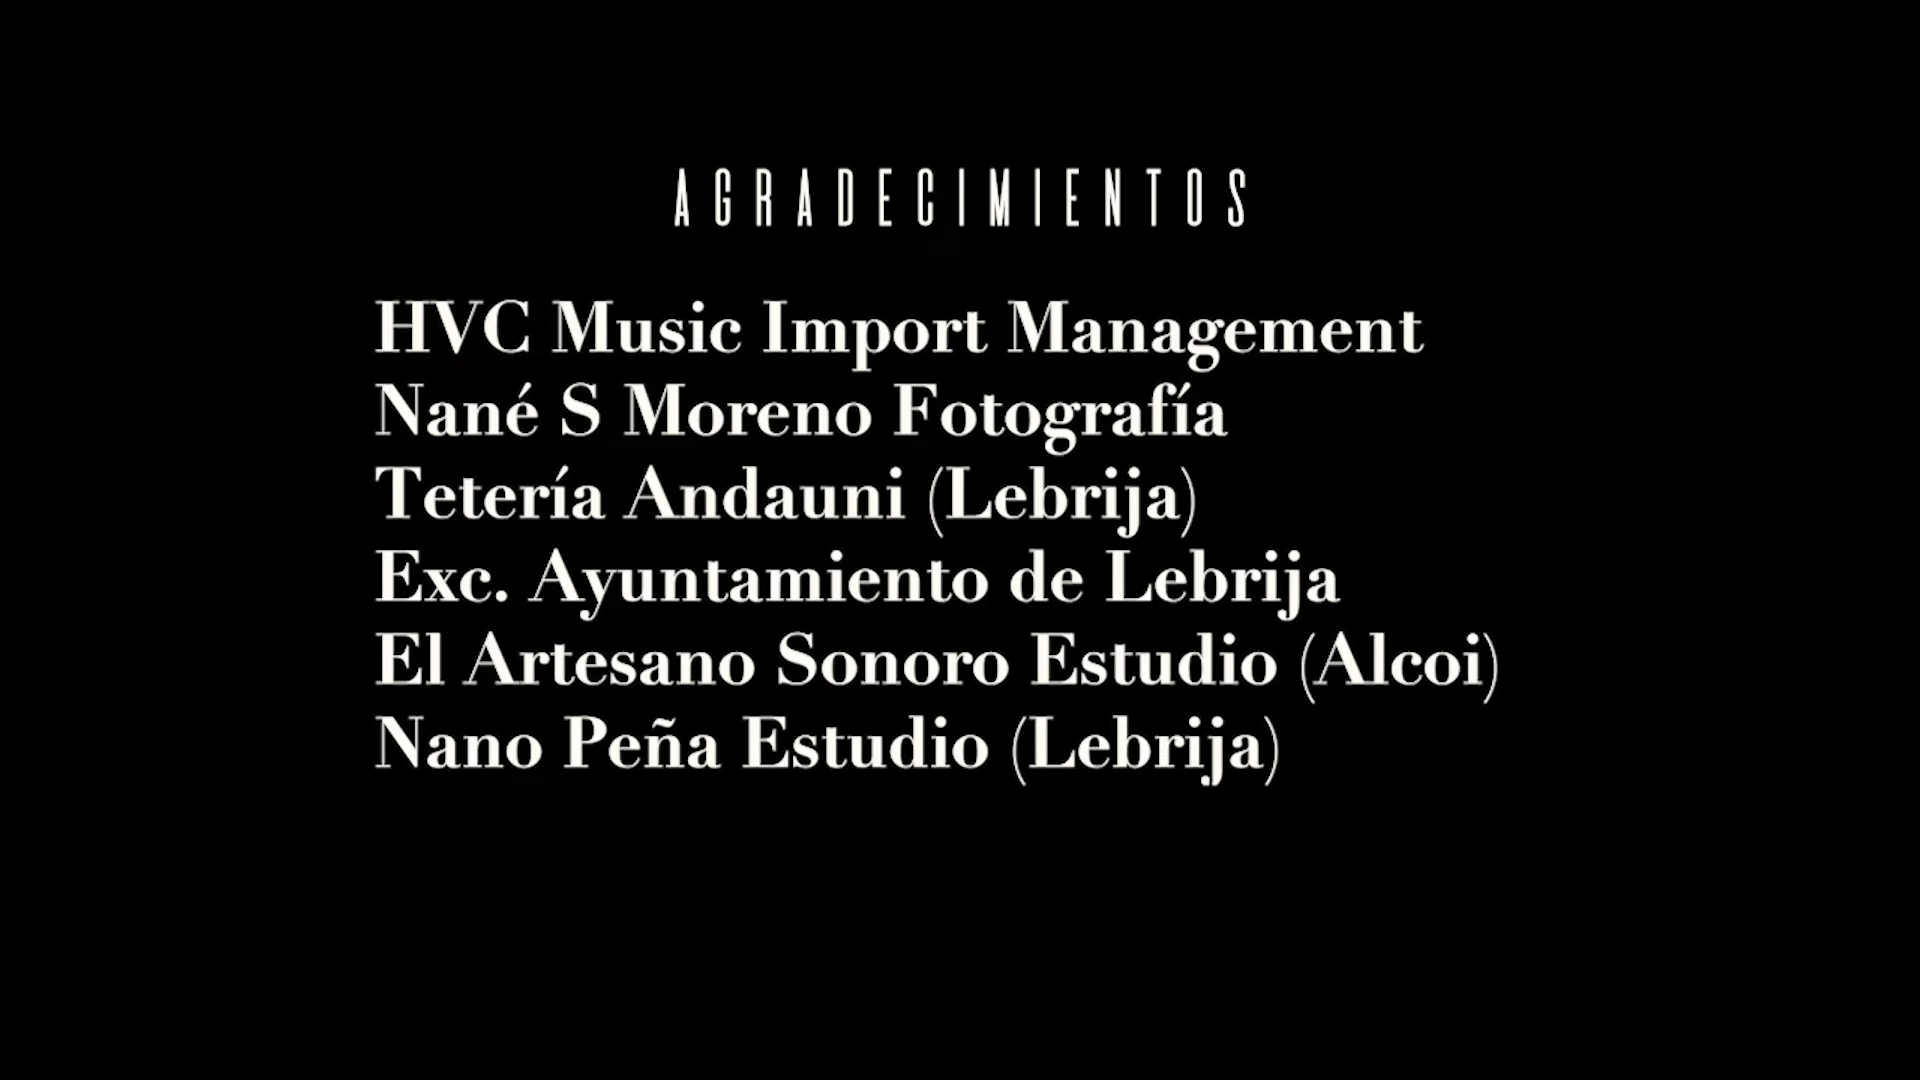 AGRADECIMIENTOS
HVC Music Import Management
Nané S Moreno Fotografía
Tetería Andauni (Lebrija)
Exc. Ayuntamiento de Lebrija
El Artesano Sonoro Estudio (Alcoi)
Nano Peña Estudio (Lebrija)